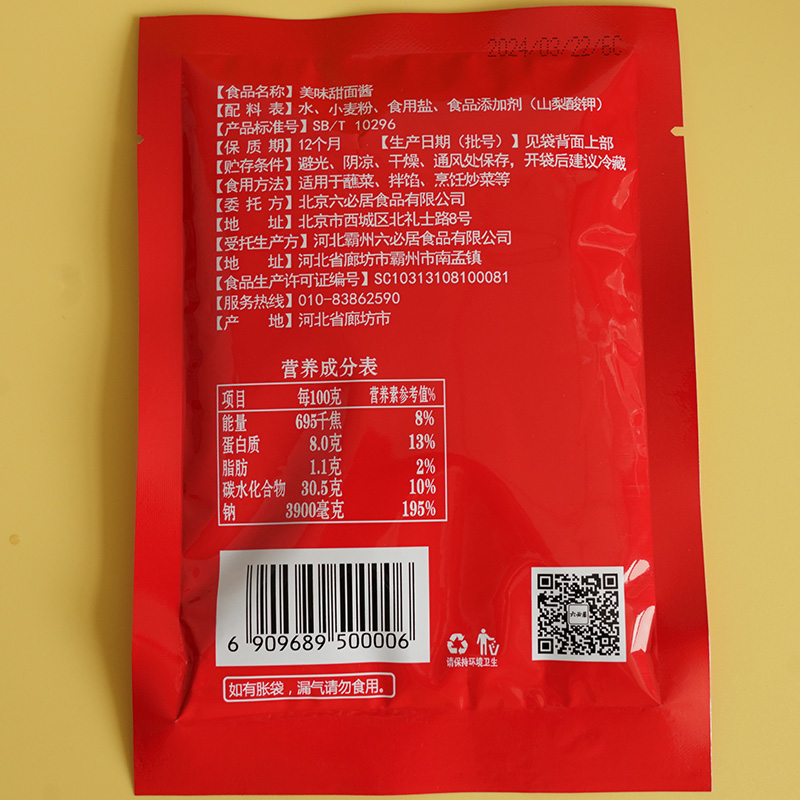 2024/03/22/6C
【食品名称】美味甜面酱
【配 料 表】水、小麦粉、食用盐、食品添加剂（山梨酸钾）
【产品标准号】SB/T 10296
【保 质 期】12个月 【生产日期（批号）】见袋背面上部
【贮存条件】避光、阴凉、干燥、通风处保存，开袋后建议冷藏
【食用方法】适用于蘸菜、拌馅、烹饪炒菜等
【委 托 方】北京六必居食品有限公司
【地 址】北京市西城区北礼士路8号
【受托生产方】河北霸州六必居食品有限公司
【地 址】河北省廊坊市霸州市南孟镇
【食品生产许可证编号】SC10313108100081
【服务热线】010-83862590
【产 地】河北省廊坊市
营养成分表
项目 每100克 营养素参考值%
能量 695千焦 8%
蛋白质 8.0克 13%
脂肪 1.1克 2%
碳水化合物 30.5克 10%
钠 3900毫克 195%
6 909689 500006
六必居
请保持环境卫生
如有胀袋，漏气请勿食用。